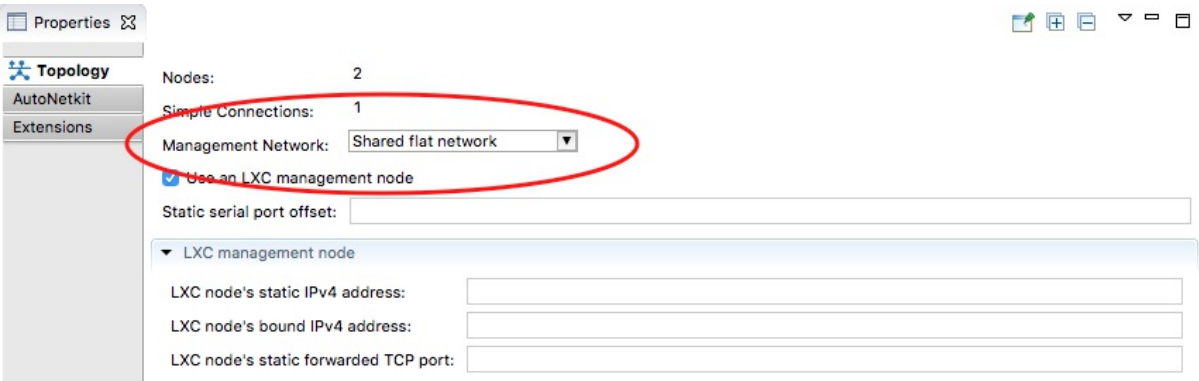 Properties
Topology
AutoNetkit
Extensions
Nodes: 2
Simple Connections: 1
Management Network: Shared flat network
Use an LXC management node
Static serial port offset:
LXC management node
LXC node's static IPv4 address:
LXC node's bound IPv4 address:
LXC node's static forwarded TCP port: